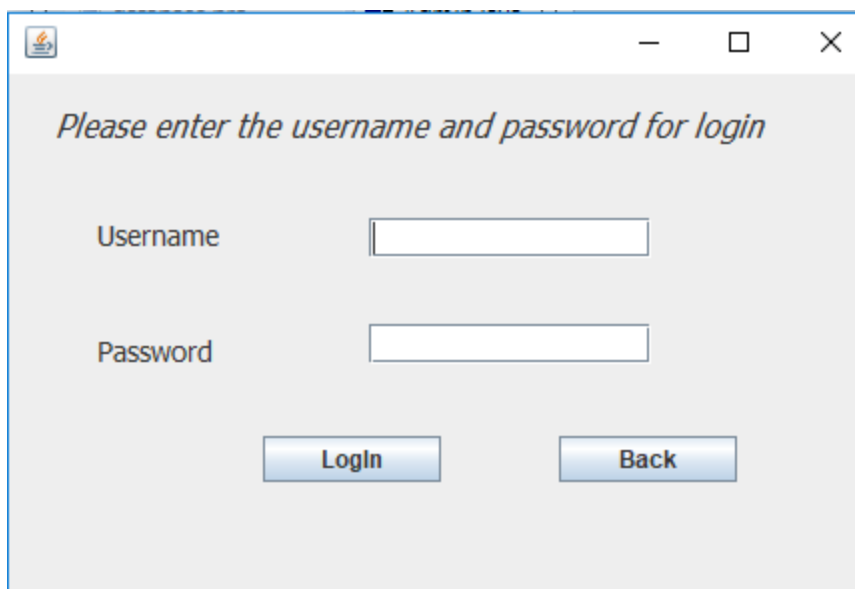 Please enter the username and password for login
Username
Password
LogIn
Back